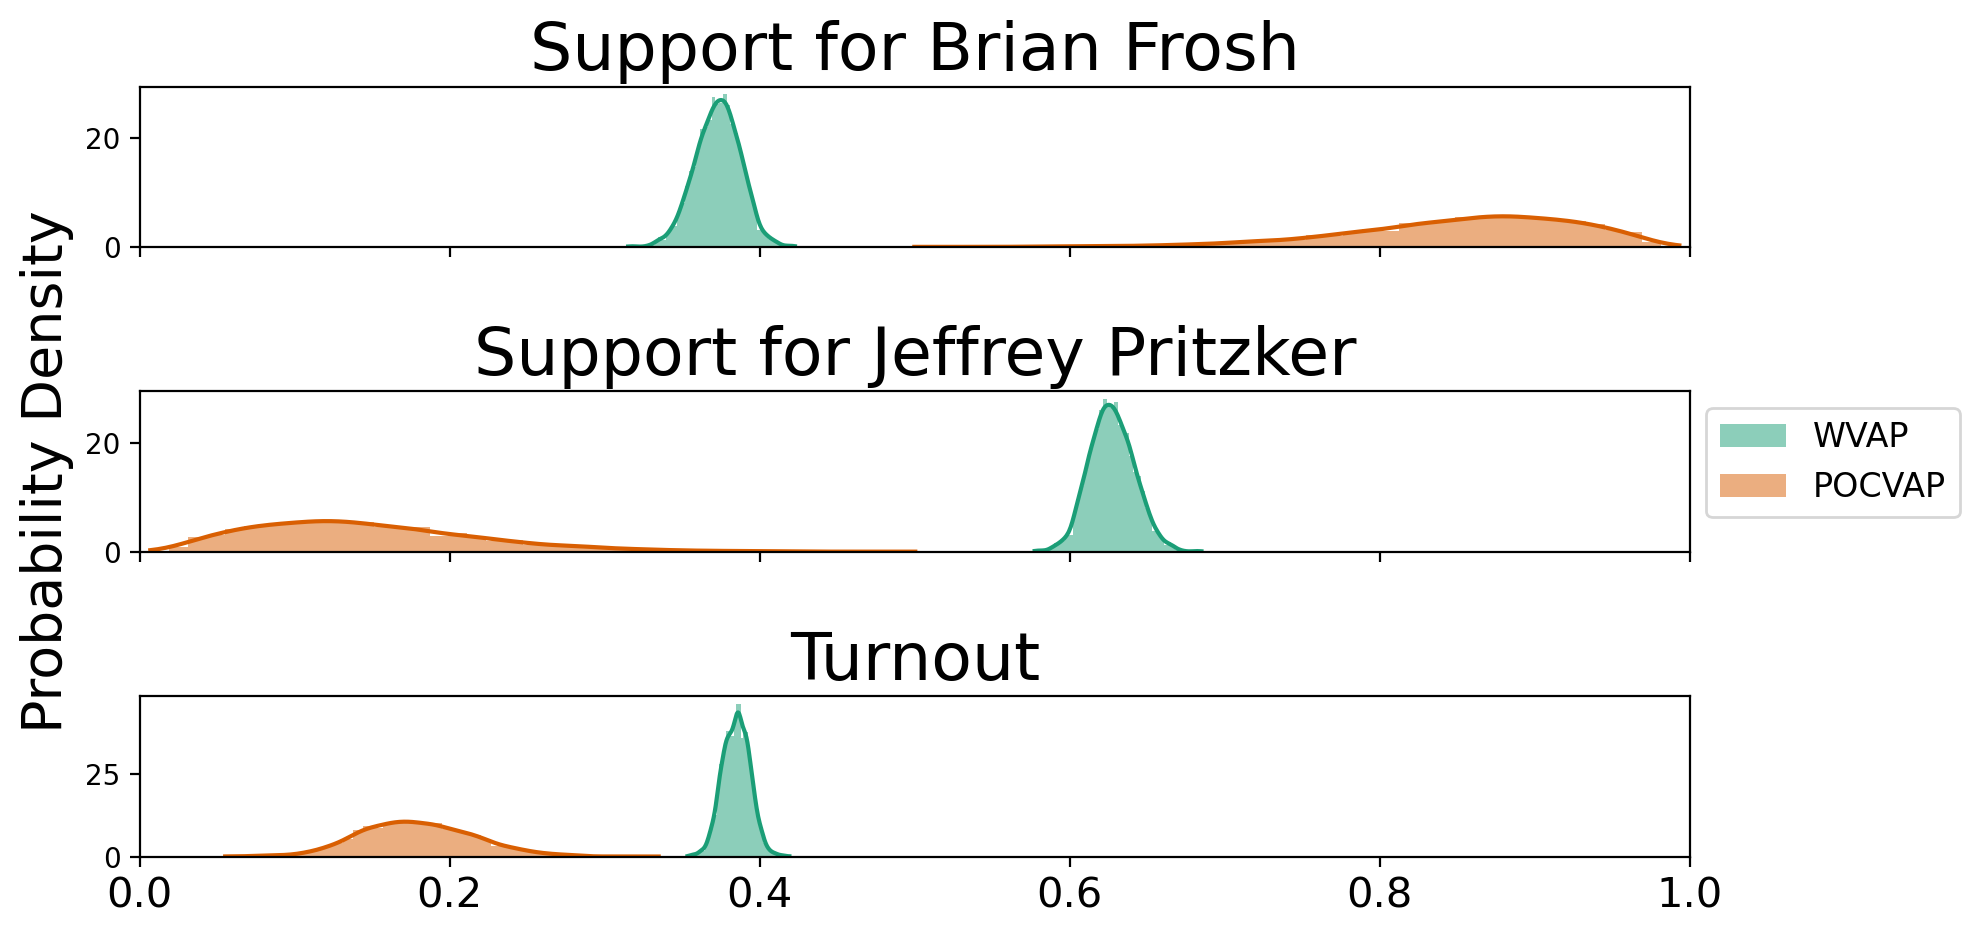 Support for Brian Frosh
20
0
Support for Jeffrey Pritzker
20
0
Turnout
25
0
0.0 0.2 0.4 0.6 0.8 1.0
Probability Density
WVAP
POCVAP